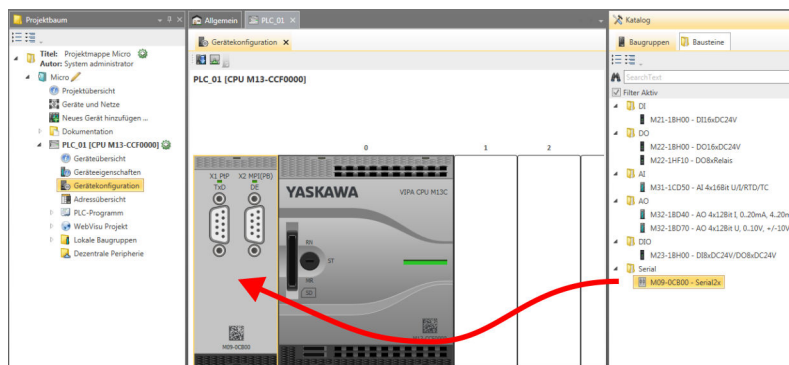 Projektbaum
Titel: Projektmappe Micro
Autor: System administrator
Micro
Projektübersicht
Geräte und Netze
Neues Gerät hinzufügen ...
Dokumentation
PLC_01 [CPU M13-CCF0000]
Geräteübersicht
Geräteeigenschaften
Gerätekonfiguration
Adressübersicht
PLC-Programm
WebVisu Projekt
Lokale Baugruppen
Dezentrale Peripherie
Allgemein PLC_01
Gerätekonfiguration
PLC_01 [CPU M13-CCF0000]
0 1 2
X1 PtP X2 MPI(PB)
TxD DE
YASKAWA VIPA CPU M13C
RN
ST
MR
SD
M09-0CB00
M13-CCF0000
Katalog
Baugruppen Bausteine
SearchText
Filter Aktiv
DI
M21-1BH00 - DI16xDC24V
DO
M22-1BH00 - DO16xDC24V
M22-1HF10 - DO8xRelais
AI
M31-1CD50 - AI 4x16Bit U/I/RTD/TC
AO
M32-1BD40 - AO 4x12Bit I, 0..20mA, 4..20m
M32-1BD70 - AO 4x12Bit U, 0..10V, +/-10V
DIO
M23-1BH00 - DI8xDC24V/DO8xDC24V
Serial
M09-0CB00 - Serial2x